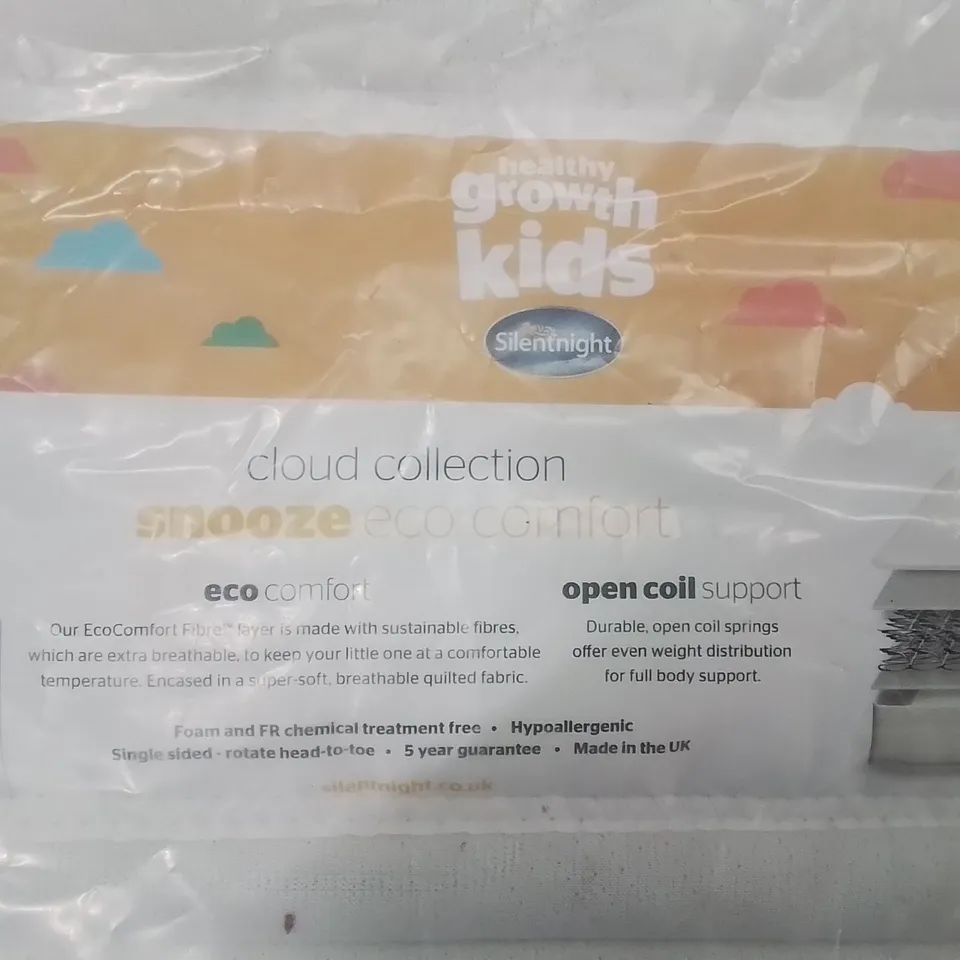 healthy
growth
kids
Silentnight
cloud collection
snooze eco comfort
eco comfort
Our EcoComfort Fibre™ layer is made with sustainable fibres,
which are extra breathable, to keep your little one at a comfortable
temperature. Encased in a super-soft, breathable quilted fabric.
open coil support
Durable, open coil springs
offer even weight distribution
for full body support.
Foam and FR chemical treatment free • Hypoallergenic
Single sided - rotate head-to-toe • 5 year guarantee • Made in the UK
silentnight.co.uk